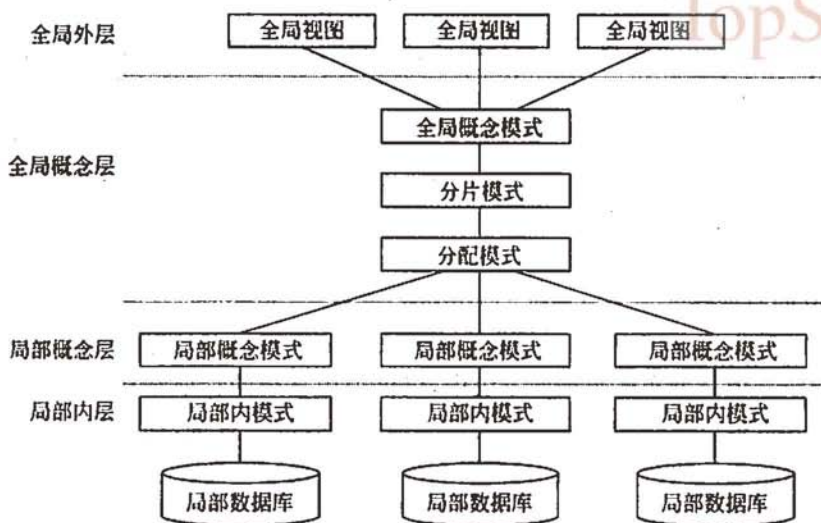 TopS
全局外层 全局视图 全局视图 全局视图
全局概念模式
全局概念层
分片模式
分配模式
局部概念层 局部概念模式 局部概念模式 局部概念模式
局部内层 局部内模式 局部内模式 局部内模式
局部数据库 局部数据库 局部数据库